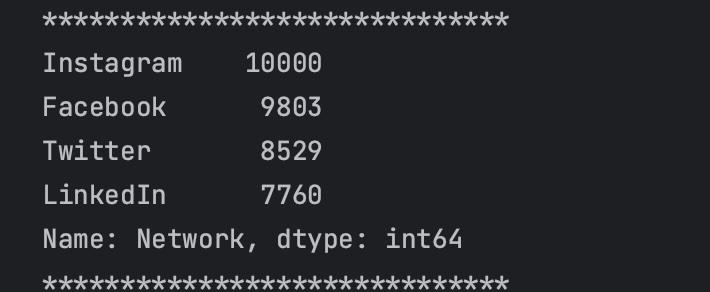 ******************************
Instagram    10000
Facebook      9803
Twitter       8529
LinkedIn      7760
Name: Network, dtype: int64
******************************